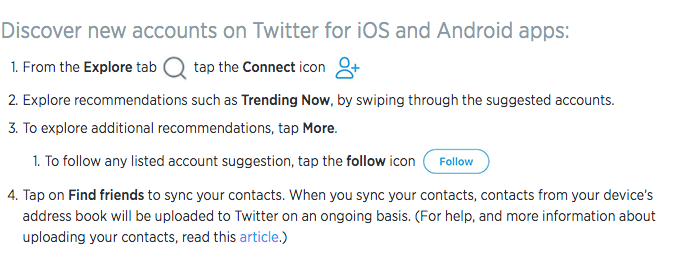 Discover new accounts on Twitter for iOS and Android apps:
1. From the Explore tab tap the Connect icon
2. Explore recommendations such as Trending Now, by swiping through the suggested accounts.
3. To explore additional recommendations, tap More.
1. To follow any listed account suggestion, tap the follow icon Follow
4. Tap on Find friends to sync your contacts. When you sync your contacts, contacts from your device's
address book will be uploaded to Twitter on an ongoing basis. (For help, and more information about
uploading your contacts, read this article.)